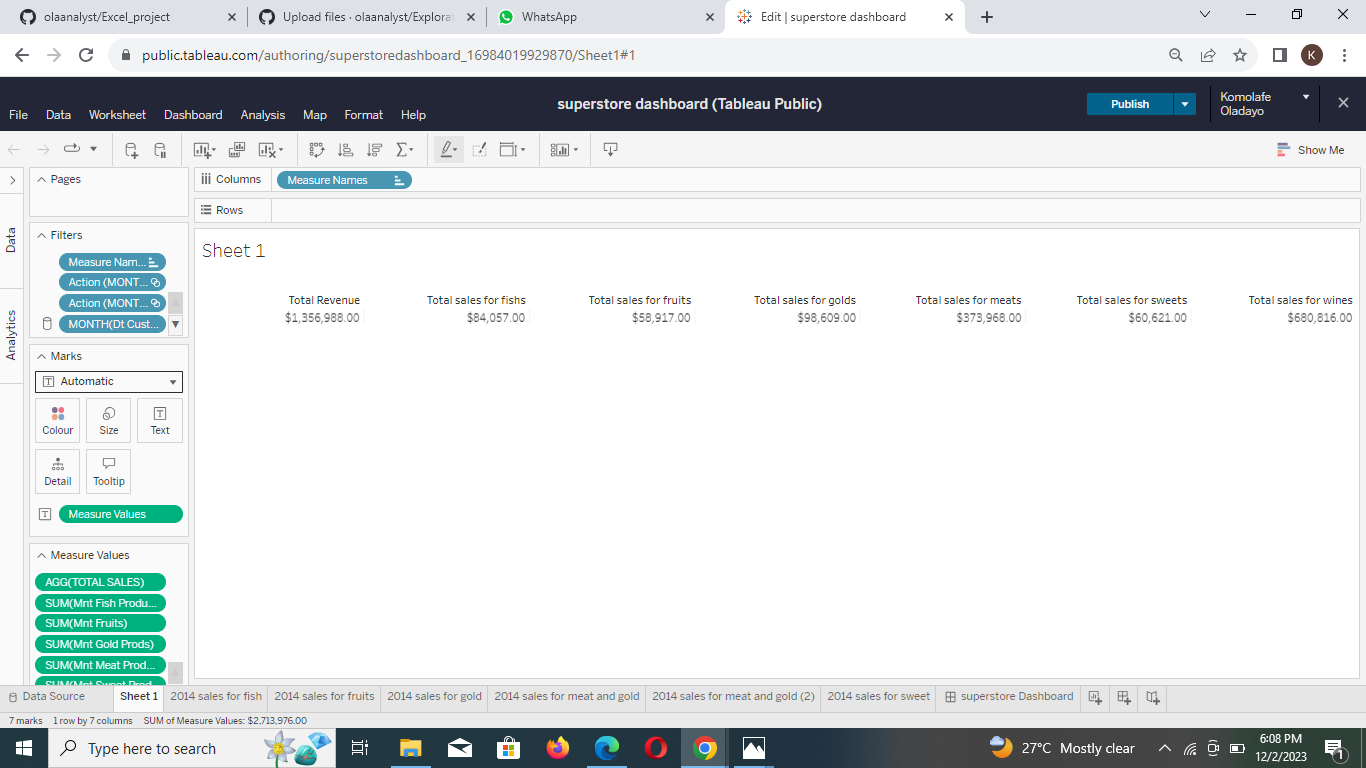 olaanalyst/Excel_project
Upload files · olaanalyst/Explorat
WhatsApp
Edit | superstore dashboard
public.tableau.com/authoring/superstoredashboard_16984019929870/Sheet1#1
K
superstore dashboard (Tableau Public)
Publish
Komolafe
Oladayo
File Data Worksheet Dashboard Analysis Map Format Help
Show Me
Pages
Columns
Measure Names
Rows
Data
Analytics
Filters
Measure Nam...
Action (MONT...
Action (MONT...
MONTH(Dt Cust...
Marks
Automatic
Colour Size Text
Detail Tooltip
Measure Values
Measure Values
AGG(TOTAL SALES)
SUM(Mnt Fish Produ...
SUM(Mnt Fruits)
SUM(Mnt Gold Prods)
SUM(Mnt Meat Prod...
SUM(Mnt Sweet Prod
Sheet 1
Total Revenue Total sales for fishs Total sales for fruits Total sales for golds Total sales for meats Total sales for sweets Total sales for wines
$1,356,988.00 $84,057.00 $58,917.00 $98,609.00 $373,968.00 $60,621.00 $680,816.00
Data Source Sheet 1 2014 sales for fish 2014 sales for fruits 2014 sales for gold 2014 sales for meat and gold 2014 sales for meat and gold (2) 2014 sales for sweet superstore Dashboard
7 marks 1 row by 7 columns SUM of Measure Values: $2,713,976.00
Type here to search
27°C Mostly clear
6:08 PM
12/2/2023
1